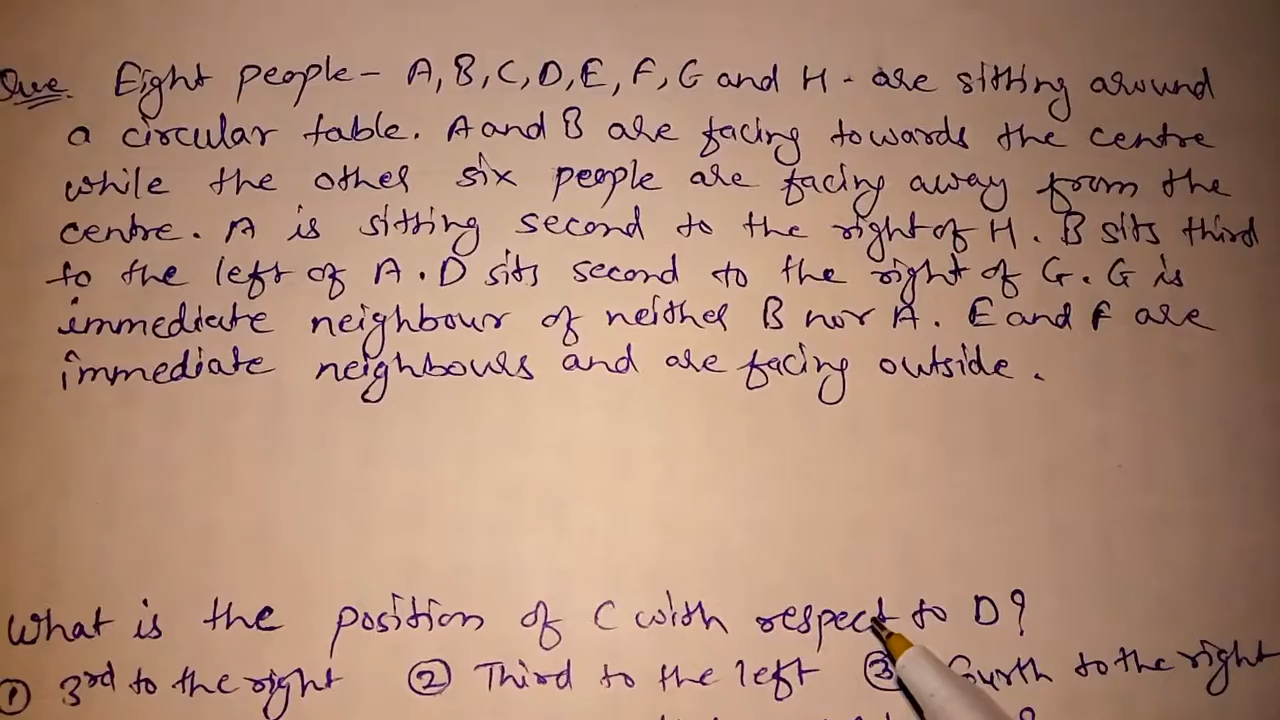 Que. Eight people - A, B, C, D, E, F, G and H - are sitting around
a circular table. A and B are facing towards the centre
while the other six people are facing away from the
centre. A is sitting second to the right of H. B sits third
to the left of A. D sits second to the right of G. G is
immediate neighbour of neither B nor A. E and F are
immediate neighbours and are facing outside.
What is the position of C with respect to D?
① 3rd to the right ② Third to the left ③ to the right